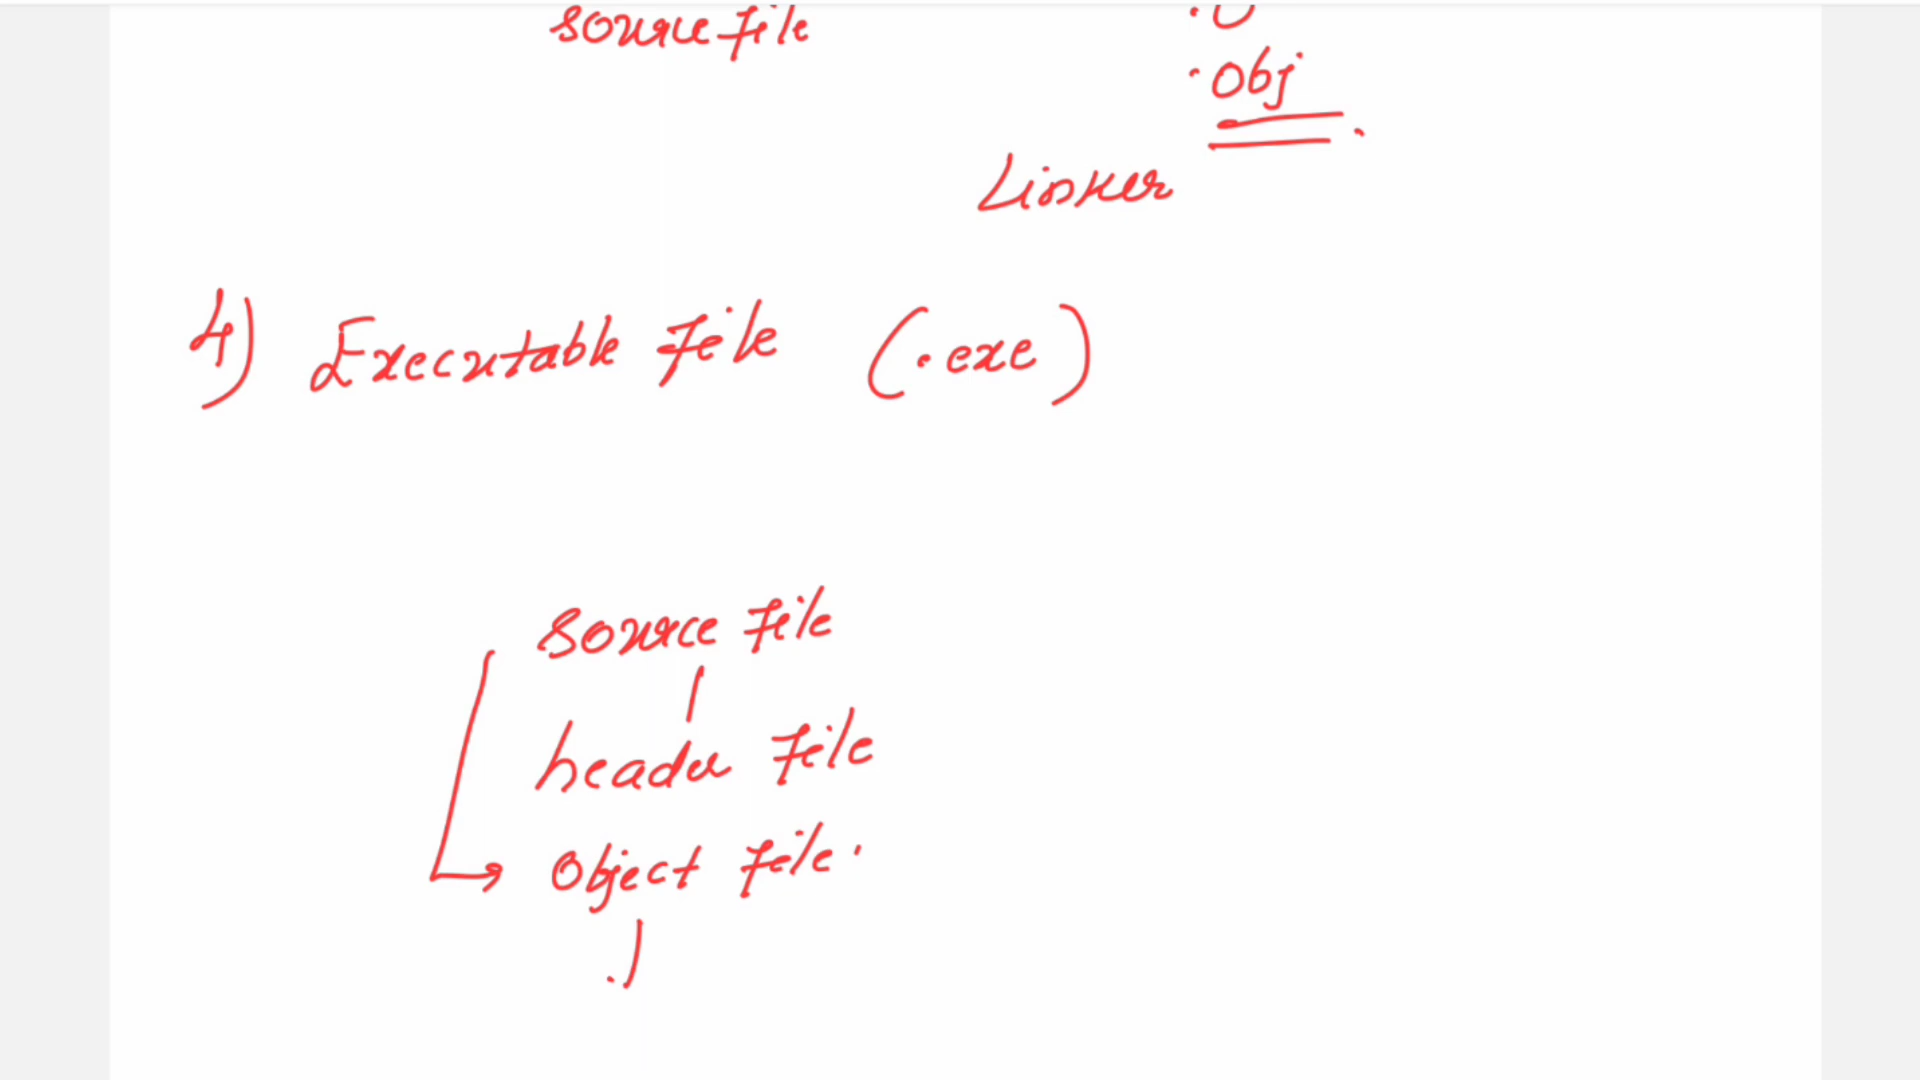 source file
.obj
Linker
4) Executable File (.exe)
source File
header File
object file.